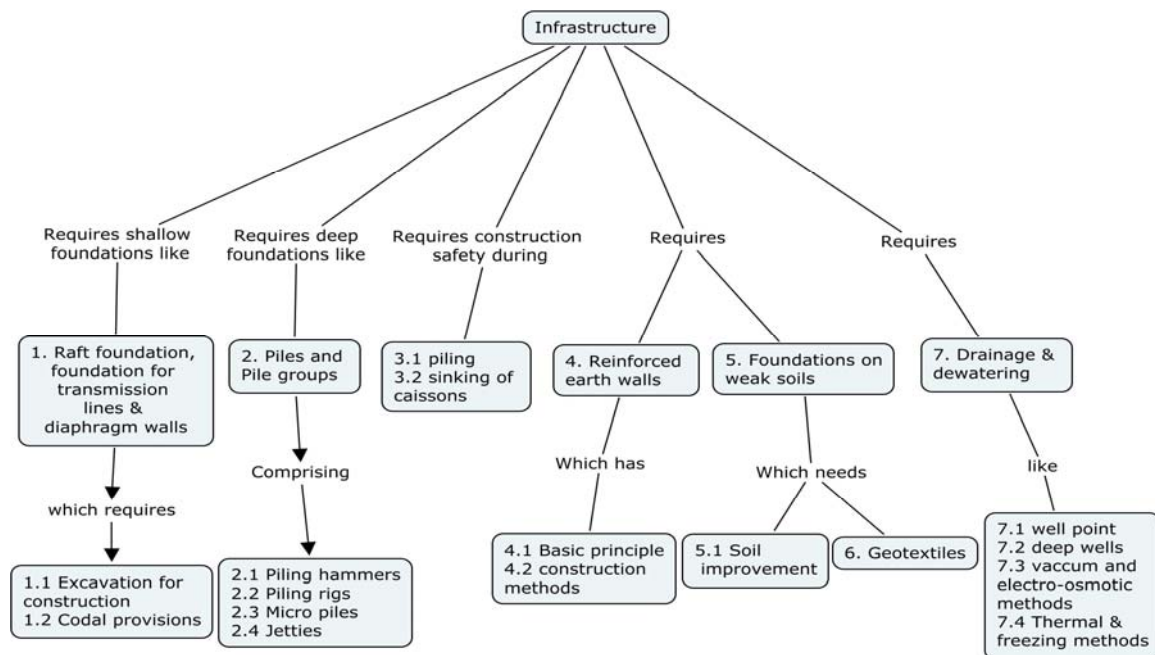 Infrastructure
Requires shallow
foundations like
Requires deep
foundations like
Requires construction
safety during
Requires
Requires
1. Raft foundation,
foundation for
transmission
lines &
diaphragm walls
2. Piles and
Pile groups
3.1 piling
3.2 sinking of
caissons
4. Reinforced
earth walls
5. Foundations on
weak soils
7. Drainage &
dewatering
which requires
Comprising
Which has
Which needs
like
1.1 Excavation for
construction
1.2 Codal provisions
2.1 Piling hammers
2.2 Piling rigs
2.3 Micro piles
2.4 Jetties
4.1 Basic principle
4.2 construction
methods
5.1 Soil
improvement
6. Geotextiles
7.1 well point
7.2 deep wells
7.3 vaccum and
electro-osmotic
methods
7.4 Thermal &
freezing methods